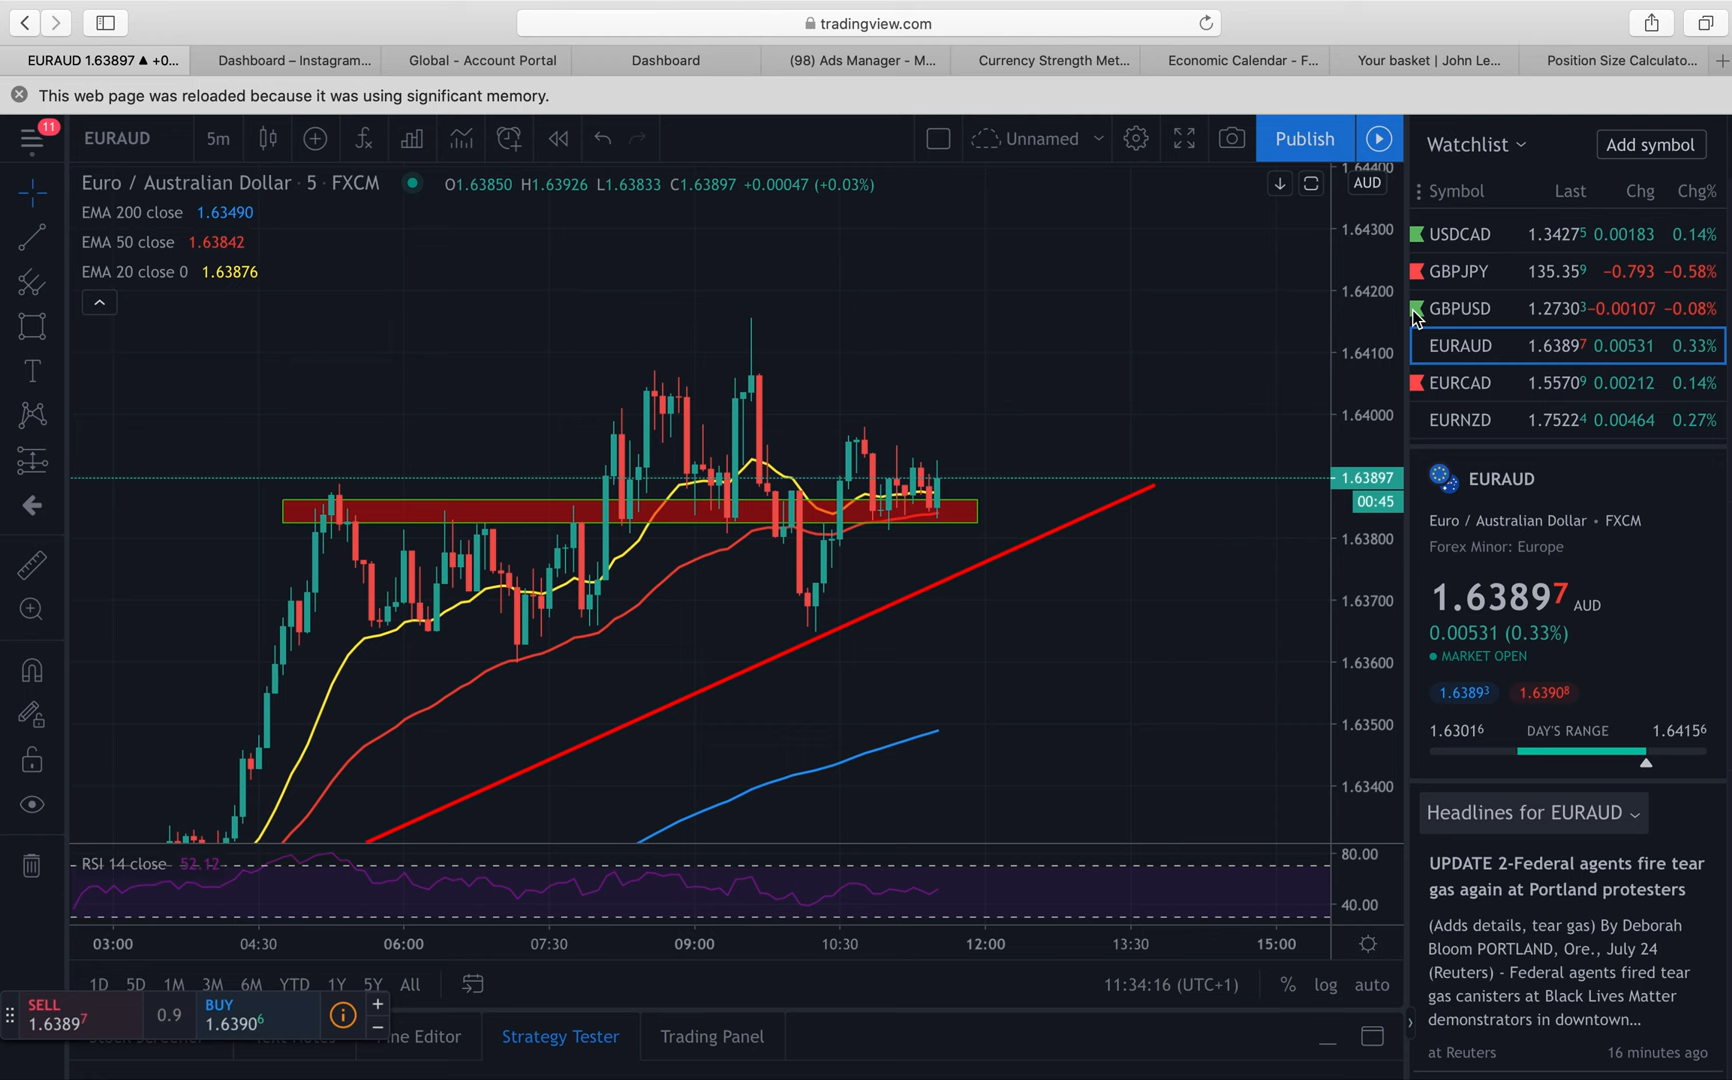 tradingview.com
EURAUD 1.63897 ▲ +0...
Dashboard – Instagram...
Global - Account Portal
Dashboard
(98) Ads Manager - M...
Currency Strength Met...
Economic Calendar - F...
Your basket | John Le...
Position Size Calculato...
This web page was reloaded because it was using significant memory.
11
EURAUD
5m
Unnamed
Publish
Euro / Australian Dollar · 5 · FXCM
O1.63850 H1.63926 L1.63833 C1.63897 +0.00047 (+0.03%)
EMA 200 close 1.63490
EMA 50 close 1.63842
EMA 20 close 0 1.63876
1.64400
AUD
1.64300
1.64200
1.64100
1.64000
1.63897
00:45
1.63800
1.63700
1.63600
1.63500
1.63400
RSI 14 close 52.12
80.00
40.00
03:00 04:30 06:00 07:30 09:00 10:30 12:00 13:30 15:00
1D 5D 1M 3M 6M YTD 1Y 5Y All
11:34:16 (UTC+1) % log auto
SELL
1.63897
0.9
BUY
1.63906
ine Editor
Strategy Tester
Trading Panel
Watchlist
Add symbol
Symbol Last Chg Chg%
USDCAD 1.34275 0.00183 0.14%
GBPJPY 135.359 −0.793 −0.58%
GBPUSD 1.27303 −0.00107 −0.08%
EURAUD 1.63897 0.00531 0.33%
EURCAD 1.55709 0.00212 0.14%
EURNZD 1.75224 0.00464 0.27%
EURAUD
Euro / Australian Dollar • FXCM
Forex Minor: Europe
1.63897 AUD
0.00531 (0.33%)
MARKET OPEN
1.63893 1.63908
1.63016 DAY'S RANGE 1.64156
Headlines for EURAUD
UPDATE 2-Federal agents fire tear
gas again at Portland protesters
(Adds details, tear gas) By Deborah
Bloom PORTLAND, Ore., July 24
(Reuters) - Federal agents fired tear
gas canisters at Black Lives Matter
demonstrators in downtown...
at Reuters 16 minutes ago